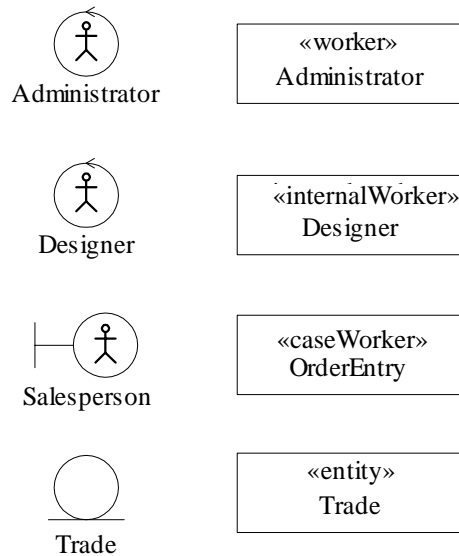 Administrator
«worker»
Administrator
Designer
«internalWorker»
Designer
Salesperson
«caseWorker»
OrderEntry
Trade
«entity»
Trade